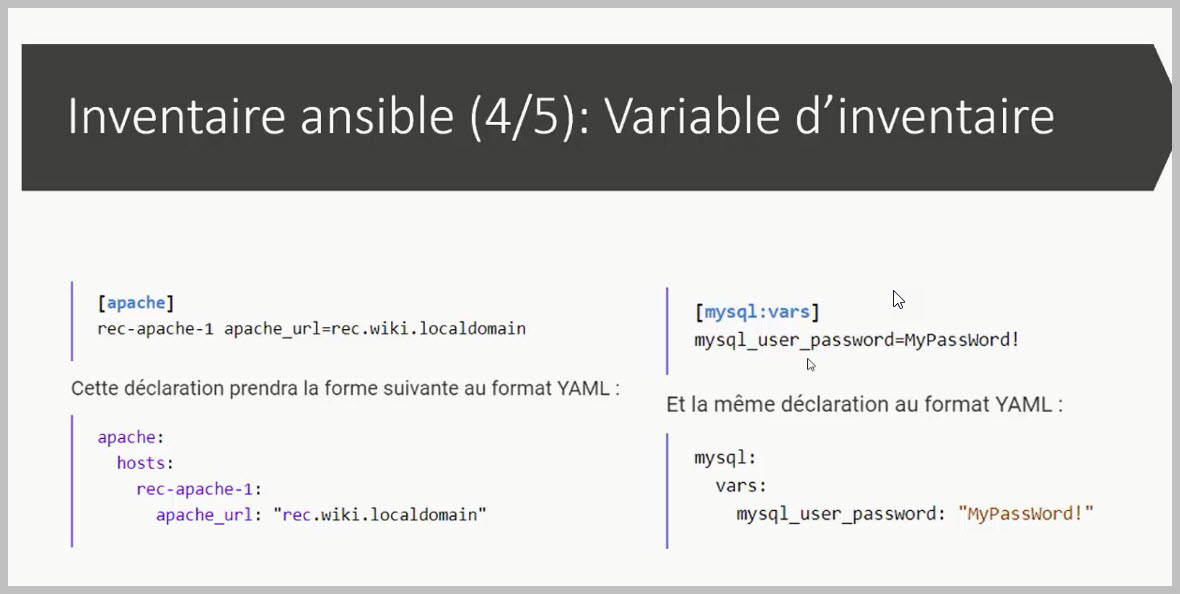 Inventaire ansible (4/5): Variable d’inventaire
[apache]
rec-apache-1 apache_url=rec.wiki.localdomain
Cette déclaration prendra la forme suivante au format YAML :
apache:
hosts:
rec-apache-1:
apache_url: "rec.wiki.localdomain"
[mysql:vars]
mysql_user_password=MyPassWord!
Et la même déclaration au format YAML :
mysql:
vars:
mysql_user_password: "MyPassWord!"